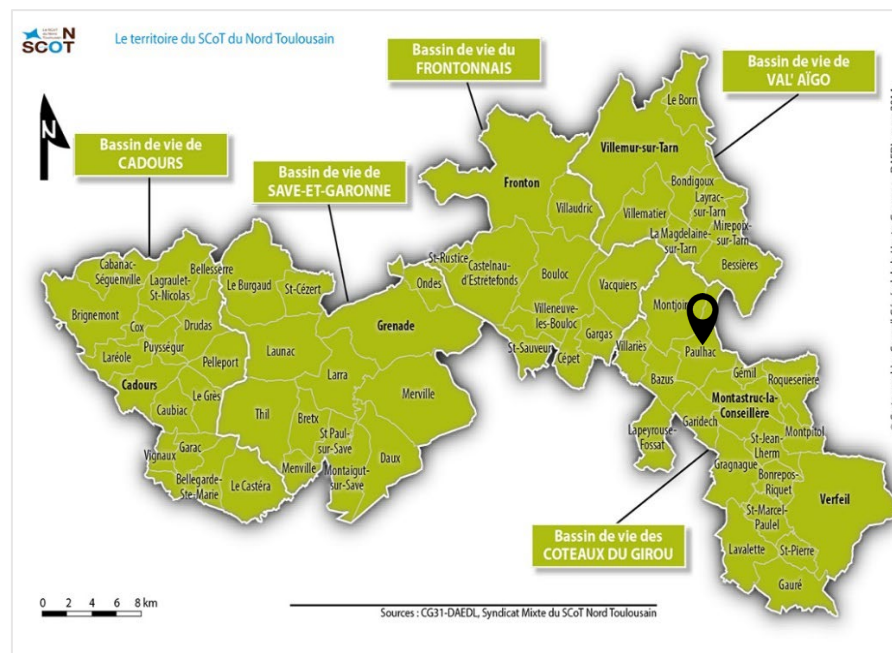 N
SCOT
Le territoire du SCoT du Nord Toulousain
Bassin de vie du
FRONTONNAIS
Bassin de vie de
VAL' AÏGO
Bassin de vie de
CADOURS
Bassin de vie de
SAVE-ET-GARONNE
N
Le Born
Villemur-sur-Tarn
Fronton
Bondigoux
Layrac-
sur-Tarn
Villaudric
Villematier
La Magdelaine-
sur-Tarn
Mirepoix-
sur-Tarn
Bessières
St-Rustice
Castelnau-
d'Estrétefonds
Ondes
Bouloc
Vacquiers
Cabanac-
Séguenville
Bellesserre
Lagraulet-
St-Nicolas
Le Burgaud
St-Cézert
Brignemont
Cox
Drudas
Puysségur
Laréole
Pelleport
Cadours
Le Grès
Caubiac
Vignaux
Garac
Bellegarde-
Ste-Marie
Le Castéra
Launac
Grenade
Larra
Merville
Thil
Bretx
St Paul-
sur-Save
Menville
Montaigut-
sur-Save
Daux
Villeneuve-
les-Bouloc
Gargas
St-Sauveur
Cépet
Villariès
Montjoir
Paulhac
Bazus
Gémil
Roqueserière
Montastruc-la-
Conseillère
Lapeyrouse-
Fossat
Garidech
Montpitol
St-Jean-
Lherm
Gragnague
Bonrepos-
Riquet
Verfeil
St-Marcel-
Paulel
Lavalette
St-Pierre
Gauré
Bassin de vie des
COTEAUX DU GIROU
0 2 4 6 8 km
Sources : CG31-DAEDL, Syndicat Mixte du SCoT Nord Toulousain